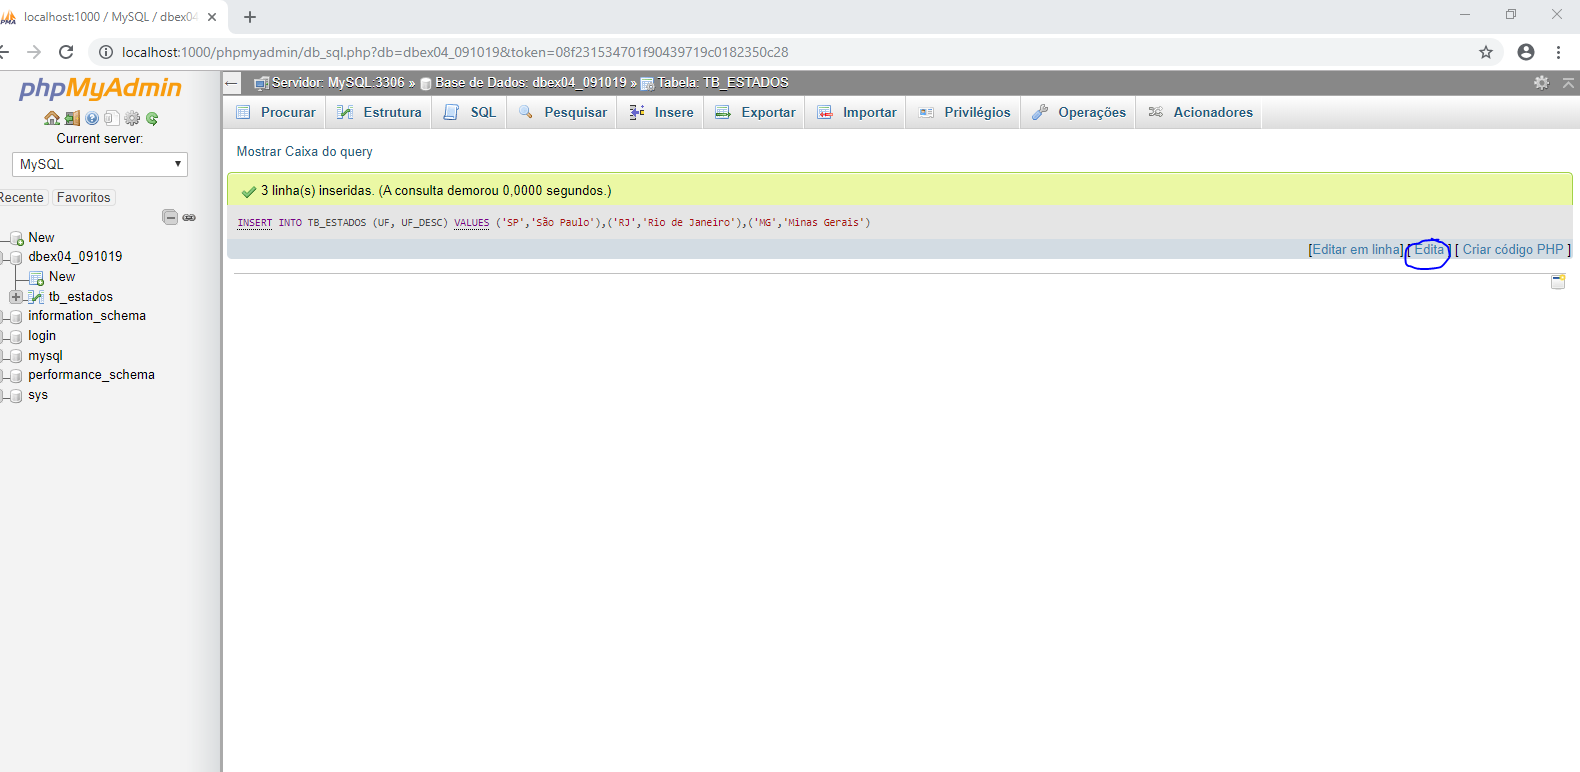 localhost:1000 / MySQL / dbex04
localhost:1000/phpmyadmin/db_sql.php?db=dbex04_091019&token=08f231534701f90439719c0182350c28
phpMyAdmin
Current server:
MySQL
Recente Favoritos
New
dbex04_091019
New
tb_estados
information_schema
login
mysql
performance_schema
sys
Servidor: MySQL:3306 » Base de Dados: dbex04_091019 » Tabela: TB_ESTADOS
Procurar Estrutura SQL Pesquisar Insere Exportar Importar Privilégios Operações Acionadores
Mostrar Caixa do query
3 linha(s) inseridas. (A consulta demorou 0,0000 segundos.)
INSERT INTO TB_ESTADOS (UF, UF_DESC) VALUES ('SP','São Paulo'),('RJ','Rio de Janeiro'),('MG','Minas Gerais')
[Editar em linha] [ Edita ] [ Criar código PHP ]